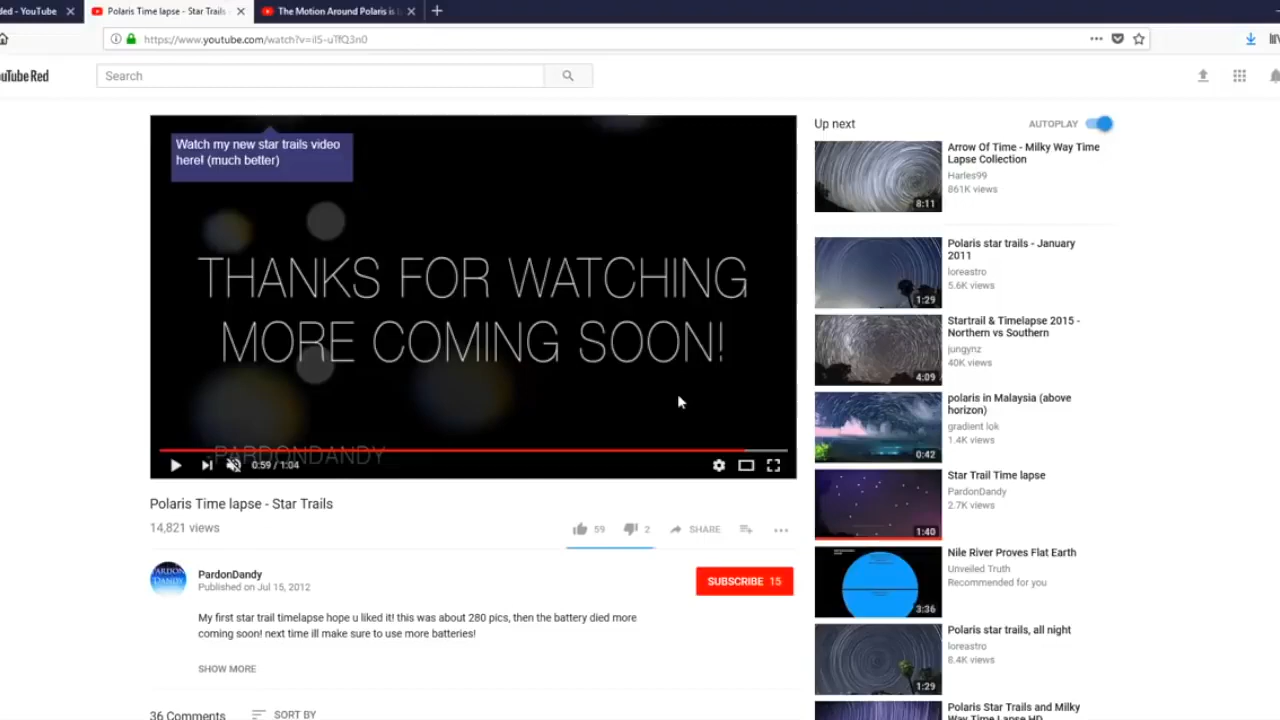 ded - YouTube
Polaris Time lapse - Star Trails
The Motion Around Polaris is
https://www.youtube.com/watch?v=iI5-uTfQ3n0
uTube Red
Search
Watch my new star trails video
here! (much better)
THANKS FOR WATCHING
MORE COMING SOON!
-PARDONDANDY
0:59 / 1:04
Polaris Time lapse - Star Trails
14,821 views
59
2
SHARE
PARDON
DANDY
PardonDandy
Published on Jul 15, 2012
SUBSCRIBE 15
My first star trail timelapse hope u liked it! this was about 280 pics, then the battery died more
coming soon! next time ill make sure to use more batteries!
SHOW MORE
36 Comments
SORT BY
Up next
AUTOPLAY
Arrow Of Time - Milky Way Time
Lapse Collection
Harles99
861K views
8:11
Polaris star trails - January
2011
loreastro
5.6K views
1:29
Startrail & Timelapse 2015 -
Northern vs Southern
jungynz
40K views
4:09
polaris in Malaysia (above
horizon)
gradient lok
1.4K views
0:42
Star Trail Time lapse
PardonDandy
2.7K views
1:40
Nile River Proves Flat Earth
Unveiled Truth
Recommended for you
3:36
Polaris star trails, all night
loreastro
8.4K views
1:29
Polaris Star Trails and Milky
Way Time Lapse HD